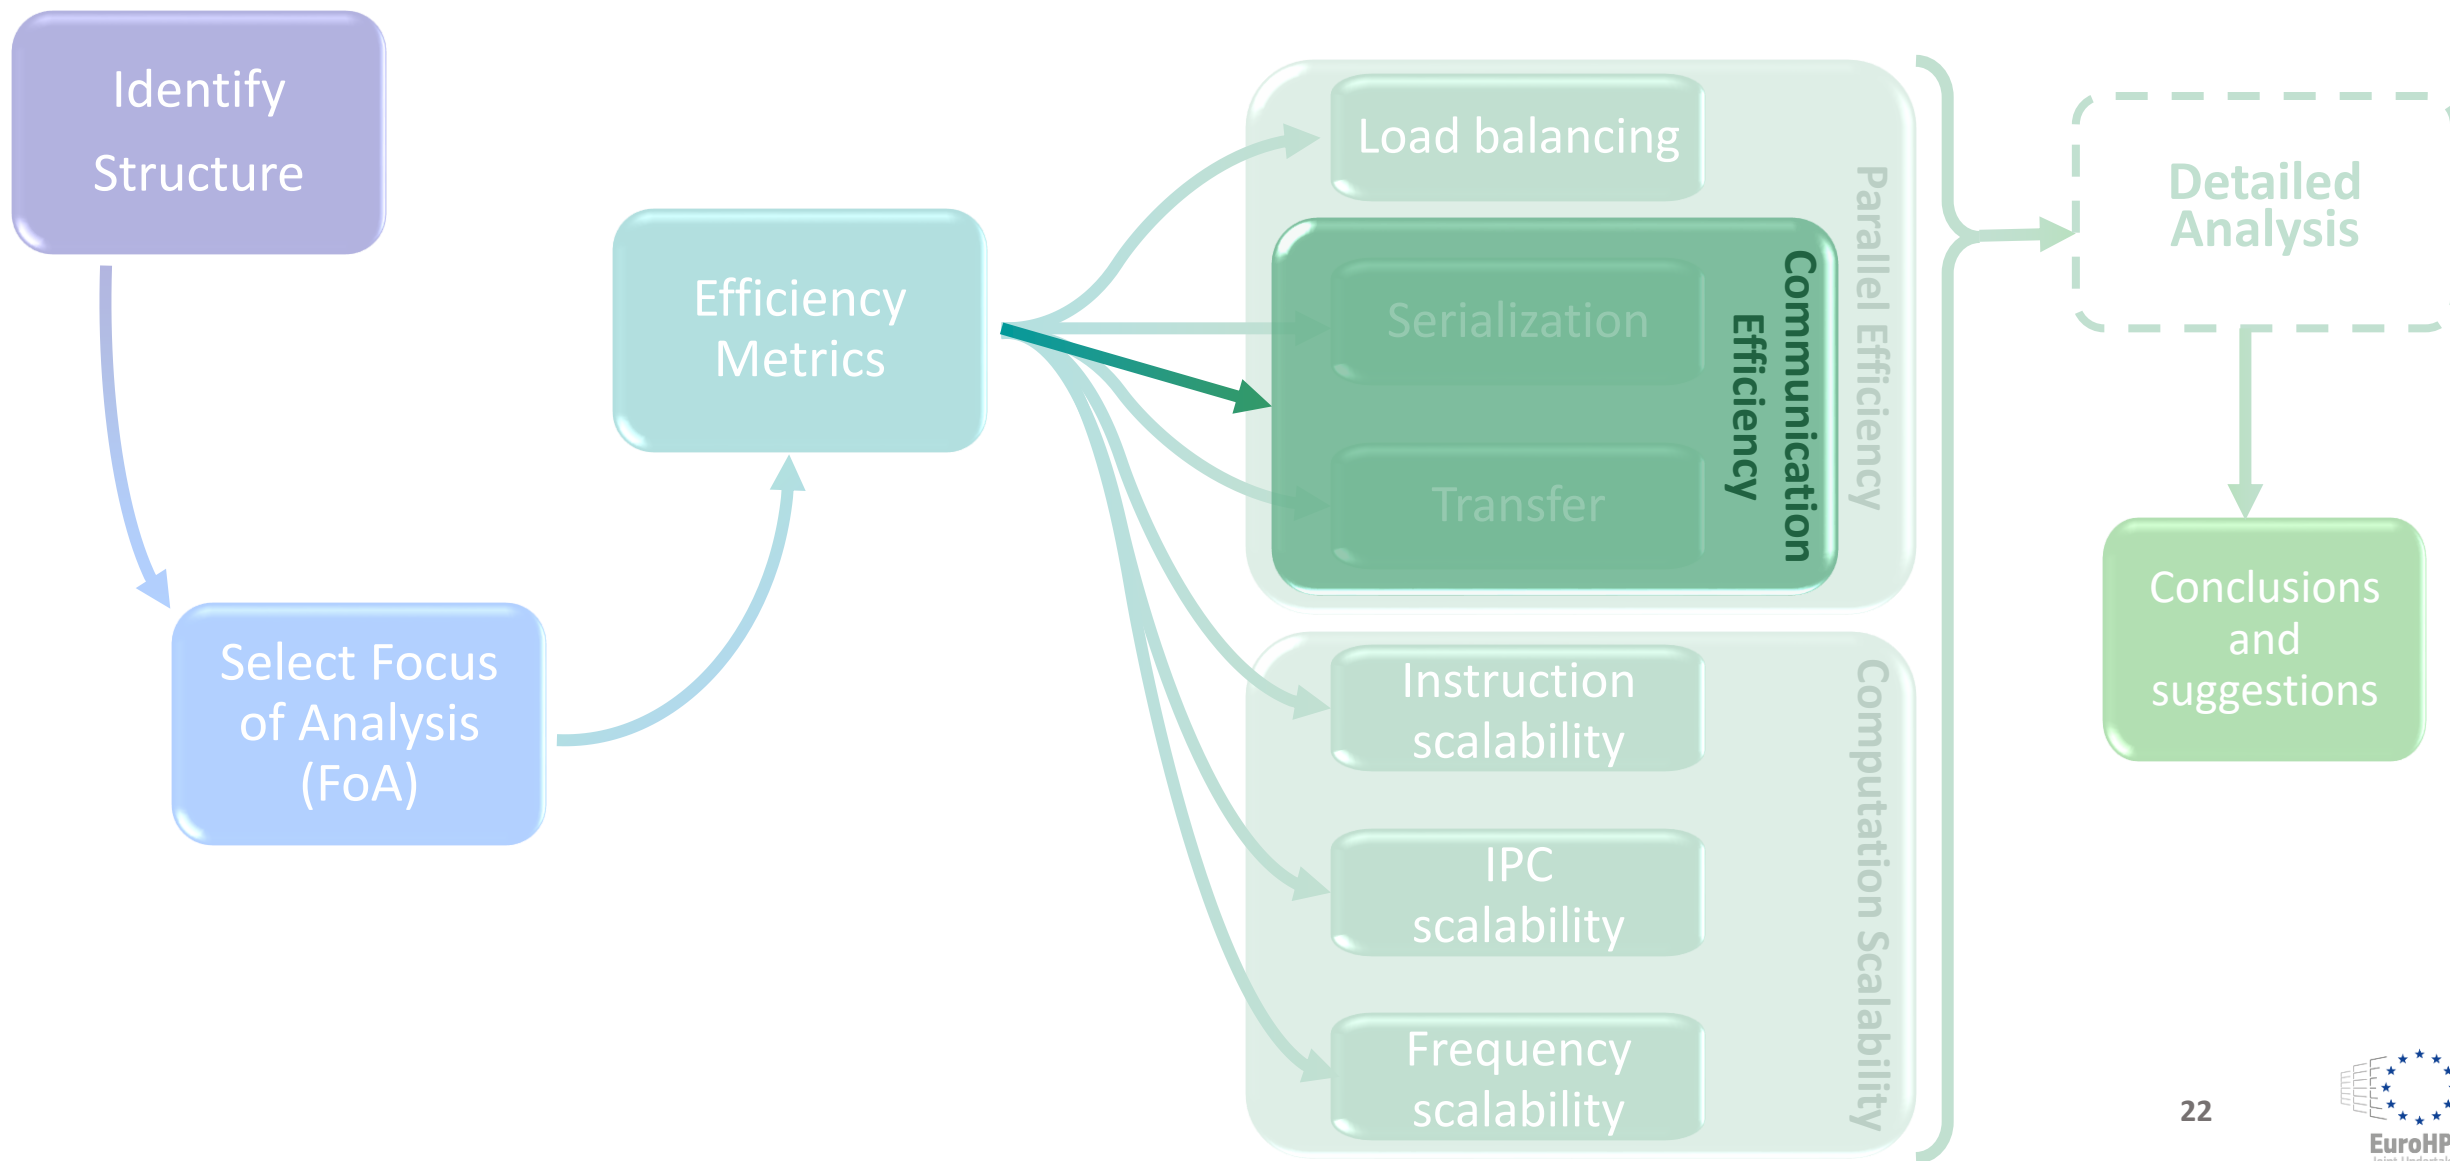 Identify
Structure
Select Focus
of Analysis
(FoA)
Efficiency
Metrics
Load balancing
Serialization
Transfer
Communication
Efficiency
Parallel Efficiency
Instruction
scalability
IPC
scalability
Frequency
scalability
Computation Scalability
Detailed
Analysis
Conclusions
and
suggestions
22
EuroHP